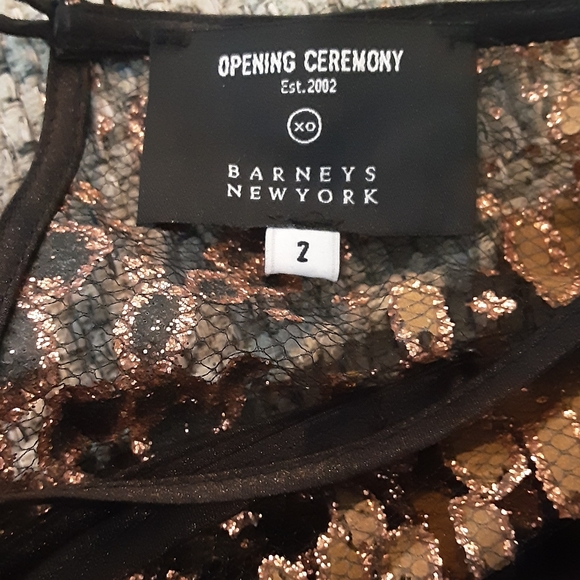 OPENING CEREMONY
Est. 2002
XO
BARNEYS
NEWYORK
2